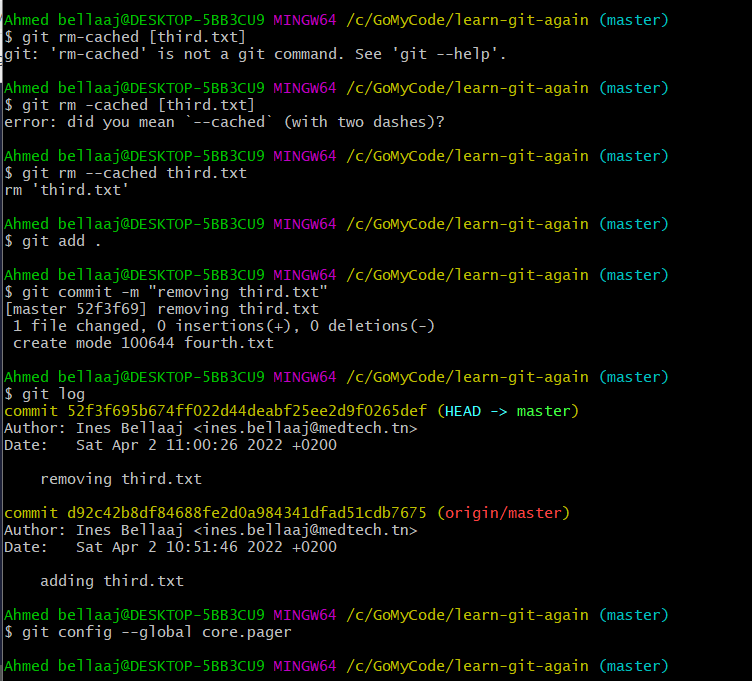 Ahmed bellaaj@DESKTOP-5BB3CU9 MINGW64 /c/GoMyCode/learn-git-again (master)
$ git rm-cached [third.txt]
git: 'rm-cached' is not a git command. See 'git --help'.
Ahmed bellaaj@DESKTOP-5BB3CU9 MINGW64 /c/GoMyCode/learn-git-again (master)
$ git rm -cached [third.txt]
error: did you mean `--cached` (with two dashes)?
Ahmed bellaaj@DESKTOP-5BB3CU9 MINGW64 /c/GoMyCode/learn-git-again (master)
$ git rm --cached third.txt
rm 'third.txt'
Ahmed bellaaj@DESKTOP-5BB3CU9 MINGW64 /c/GoMyCode/learn-git-again (master)
$ git add .
Ahmed bellaaj@DESKTOP-5BB3CU9 MINGW64 /c/GoMyCode/learn-git-again (master)
$ git commit -m "removing third.txt"
[master 52f3f69] removing third.txt
1 file changed, 0 insertions(+), 0 deletions(-)
create mode 100644 fourth.txt
Ahmed bellaaj@DESKTOP-5BB3CU9 MINGW64 /c/GoMyCode/learn-git-again (master)
$ git log
commit 52f3f695b674ff022d44deabf25ee2d9f0265def (HEAD -> master)
Author: Ines Bellaaj <ines.bellaaj@medtech.tn>
Date:   Sat Apr 2 11:00:26 2022 +0200
removing third.txt
commit d92c42b8df84688fe2d0a984341dfad51cdb7675 (origin/master)
Author: Ines Bellaaj <ines.bellaaj@medtech.tn>
Date:   Sat Apr 2 10:51:46 2022 +0200
adding third.txt
Ahmed bellaaj@DESKTOP-5BB3CU9 MINGW64 /c/GoMyCode/learn-git-again (master)
$ git config --global core.pager
Ahmed bellaaj@DESKTOP-5BB3CU9 MINGW64 /c/GoMyCode/learn-git-again (master)